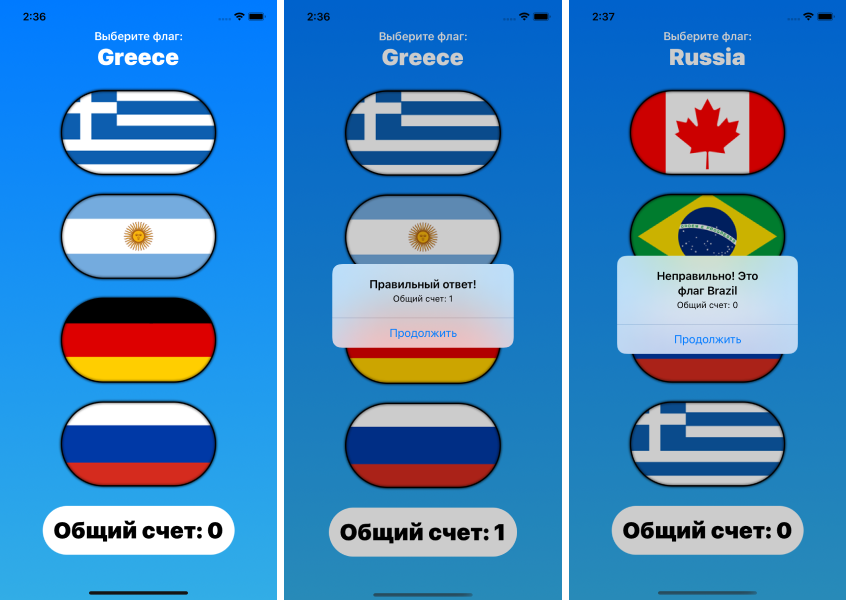 2:36
Выберите флаг:
Greece
Общий счет: 0
2:36
Выберите флаг:
Greece
Правильный ответ!
Общий счет: 1
Продолжить
Общий счет: 1
2:37
Выберите флаг:
Russia
Неправильно! Это
флаг Brazil
Общий счет: 0
Продолжить
Общий счет: 0